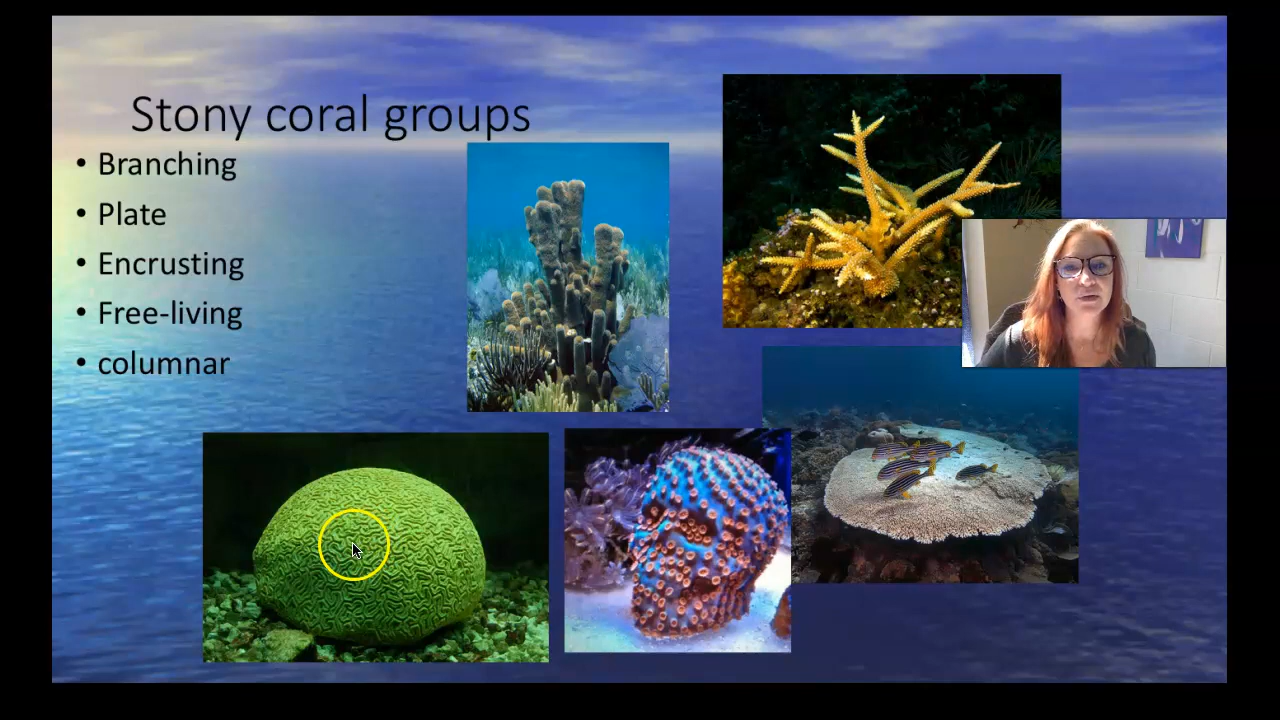 Stony coral groups
• Branching
• Plate
• Encrusting
• Free-living
• columnar